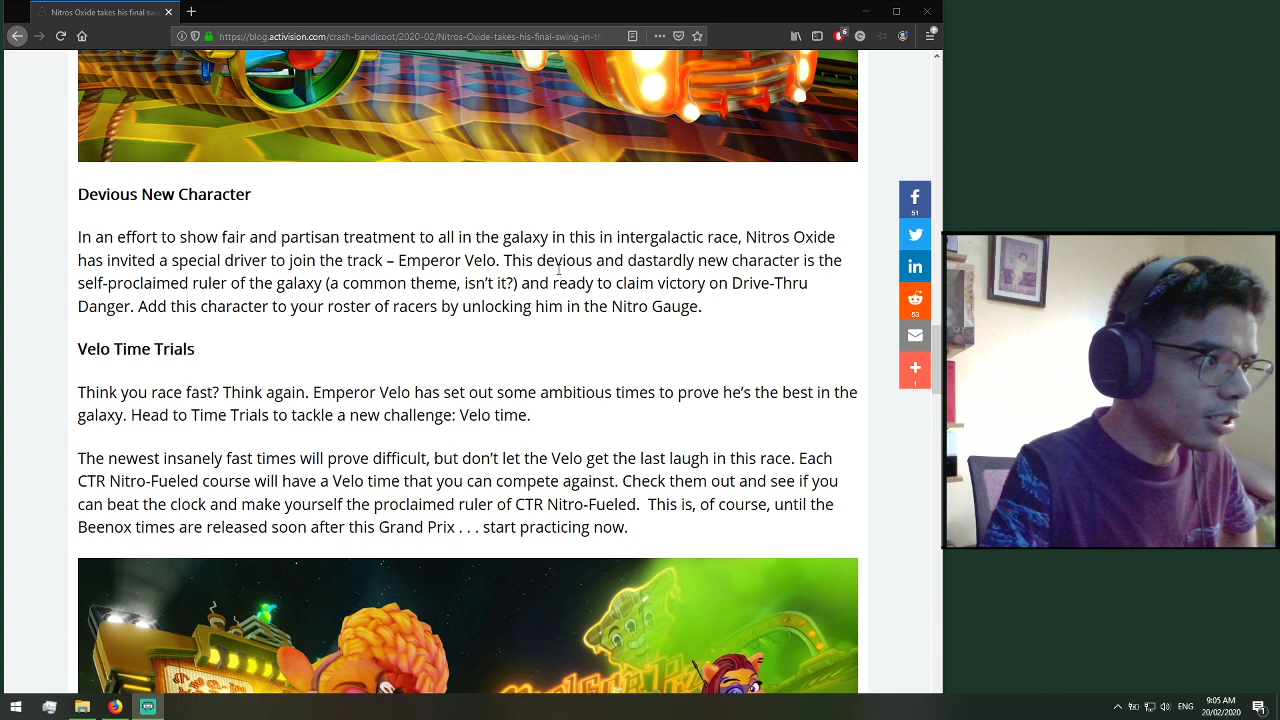 Nitros Oxide takes his final sw
https://blog.activision.com/crash-bandicoot/2020-02/Nitros-Oxide-takes-his-final-swing-in-th
6
Devious New Character
In an effort to show fair and partisan treatment to all in the galaxy in this in intergalactic race, Nitros Oxide
has invited a special driver to join the track – Emperor Velo. This devious and dastardly new character is the
self-proclaimed ruler of the galaxy (a common theme, isn't it?) and ready to claim victory on Drive-Thru
Danger. Add this character to your roster of racers by unlocking him in the Nitro Gauge.
Velo Time Trials
Think you race fast? Think again. Emperor Velo has set out some ambitious times to prove he's the best in the
galaxy. Head to Time Trials to tackle a new challenge: Velo time.
The newest insanely fast times will prove difficult, but don't let the Velo get the last laugh in this race. Each
CTR Nitro-Fueled course will have a Velo time that you can compete against. Check them out and see if you
can beat the clock and make yourself the proclaimed ruler of CTR Nitro-Fueled.  This is, of course, until the
Beenox times are released soon after this Grand Prix . . . start practicing now.
51
53
1
ENG
9:05 AM
20/02/2020